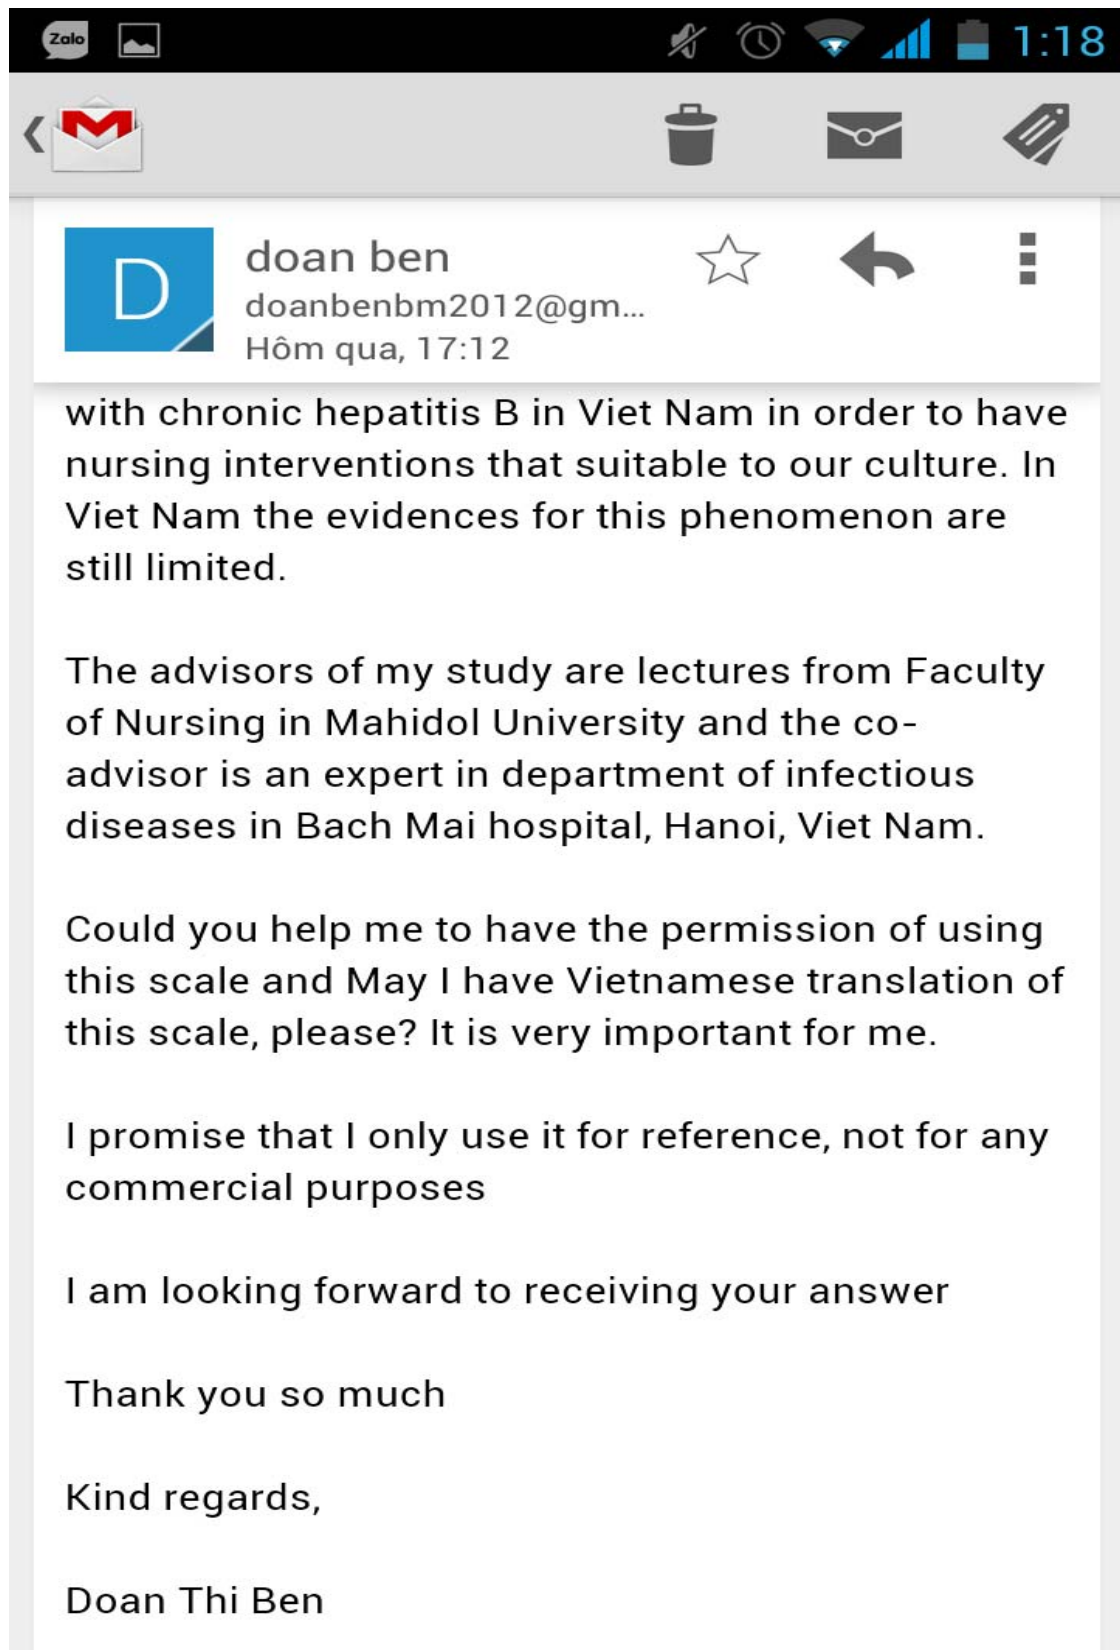 Zalo
1:18
D
doan ben
doanbenbm2012@gm...
Hôm qua, 17:12
with chronic hepatitis B in Viet Nam in order to have
nursing interventions that suitable to our culture. In
Viet Nam the evidences for this phenomenon are
still limited.
The advisors of my study are lectures from Faculty
of Nursing in Mahidol University and the co-
advisor is an expert in department of infectious
diseases in Bach Mai hospital, Hanoi, Viet Nam.
Could you help me to have the permission of using
this scale and May I have Vietnamese translation of
this scale, please? It is very important for me.
I promise that I only use it for reference, not for any
commercial purposes
I am looking forward to receiving your answer
Thank you so much
Kind regards,
Doan Thi Ben